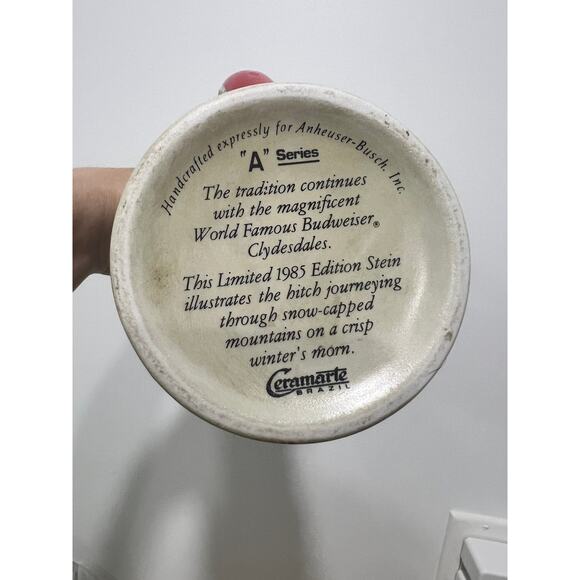 Handcrafted expressly for Anheuser-Busch, Inc.
"A" Series
The tradition continues
with the magnificent
World Famous Budweiser®
Clydesdales.
This Limited 1985 Edition Stein
illustrates the hitch journeying
through snow-capped
mountains on a crisp
winter's morn.
Ceramarte
BRAZIL